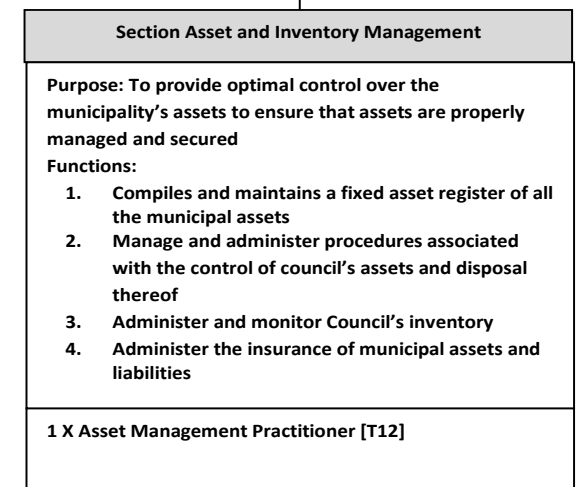 Section Asset and Inventory Management
Purpose: To provide optimal control over the
municipality’s assets to ensure that assets are properly
managed and secured
Functions:
1. Compiles and maintains a fixed asset register of all
the municipal assets
2. Manage and administer procedures associated
with the control of council’s assets and disposal
thereof
3. Administer and monitor Council’s inventory
4. Administer the insurance of municipal assets and
liabilities
1 X Asset Management Practitioner [T12]